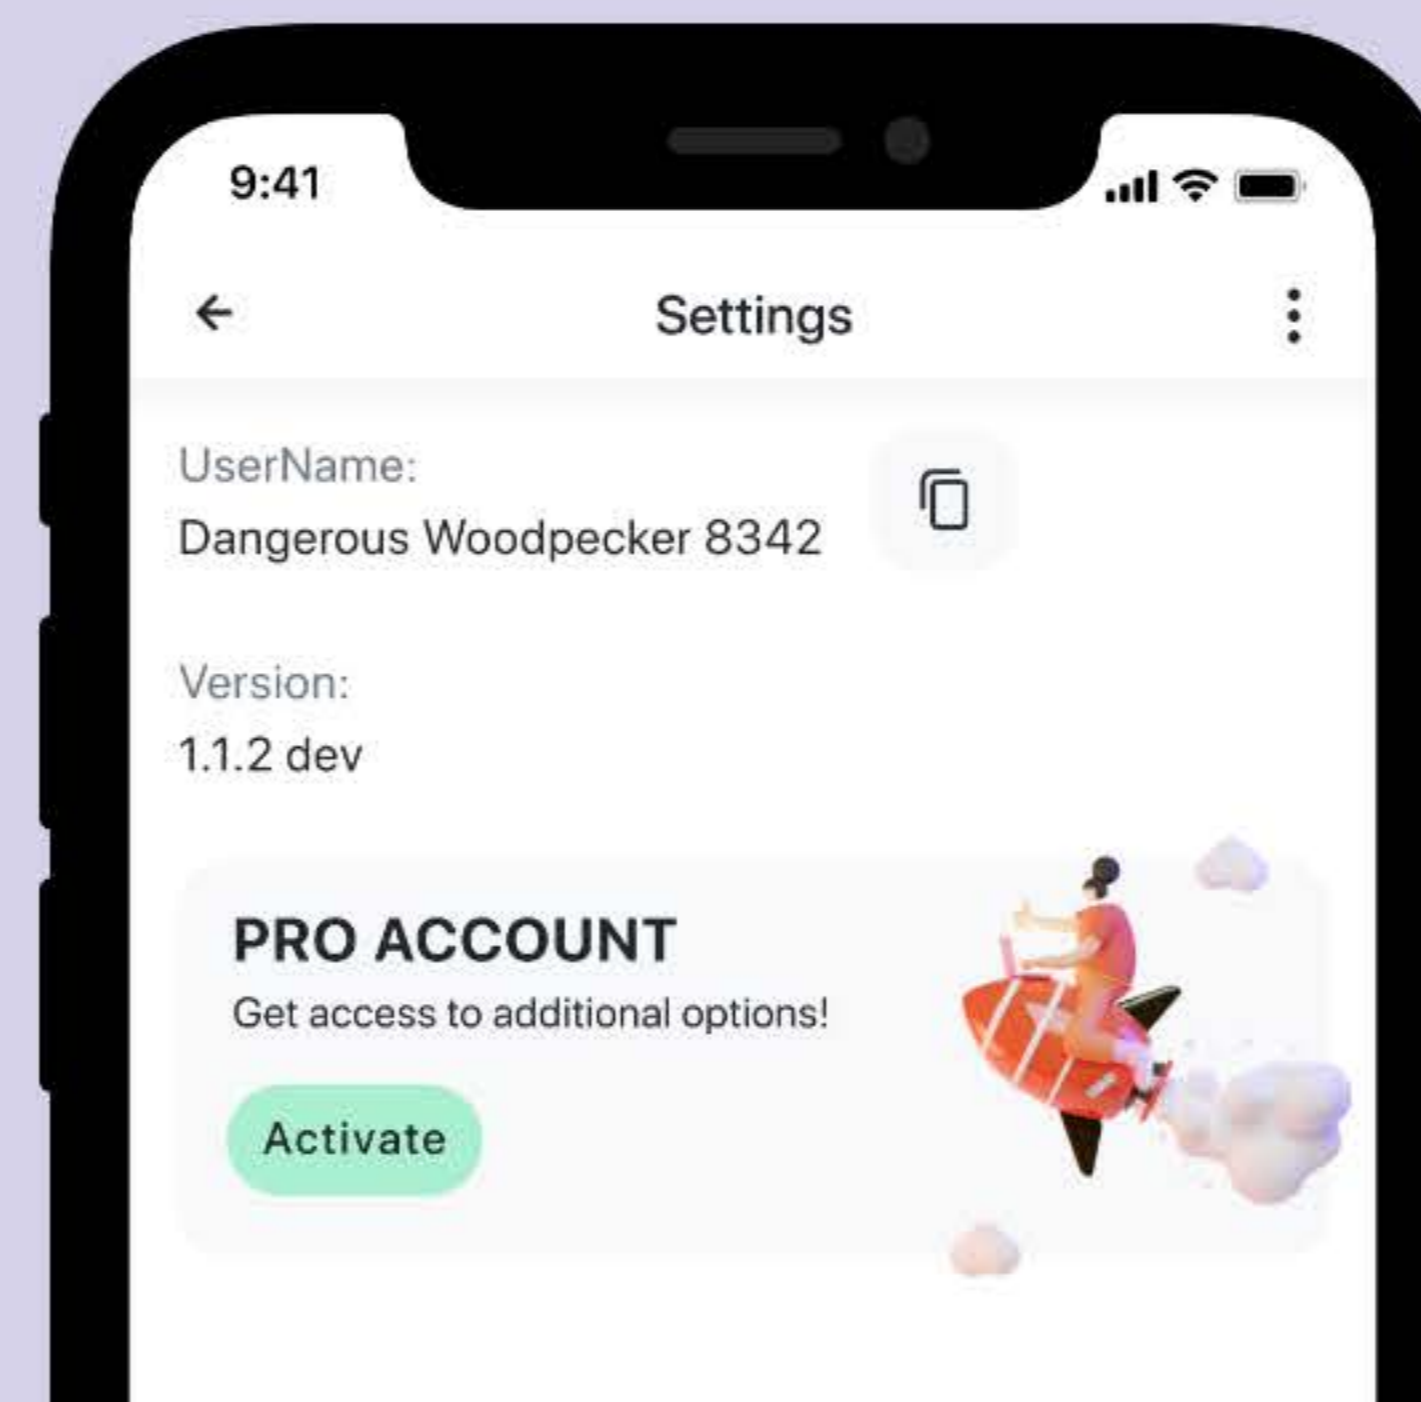 9:41
Settings
UserName:
Dangerous Woodpecker 8342
Version:
1.1.2 dev
PRO ACCOUNT
Get access to additional options!
Activate